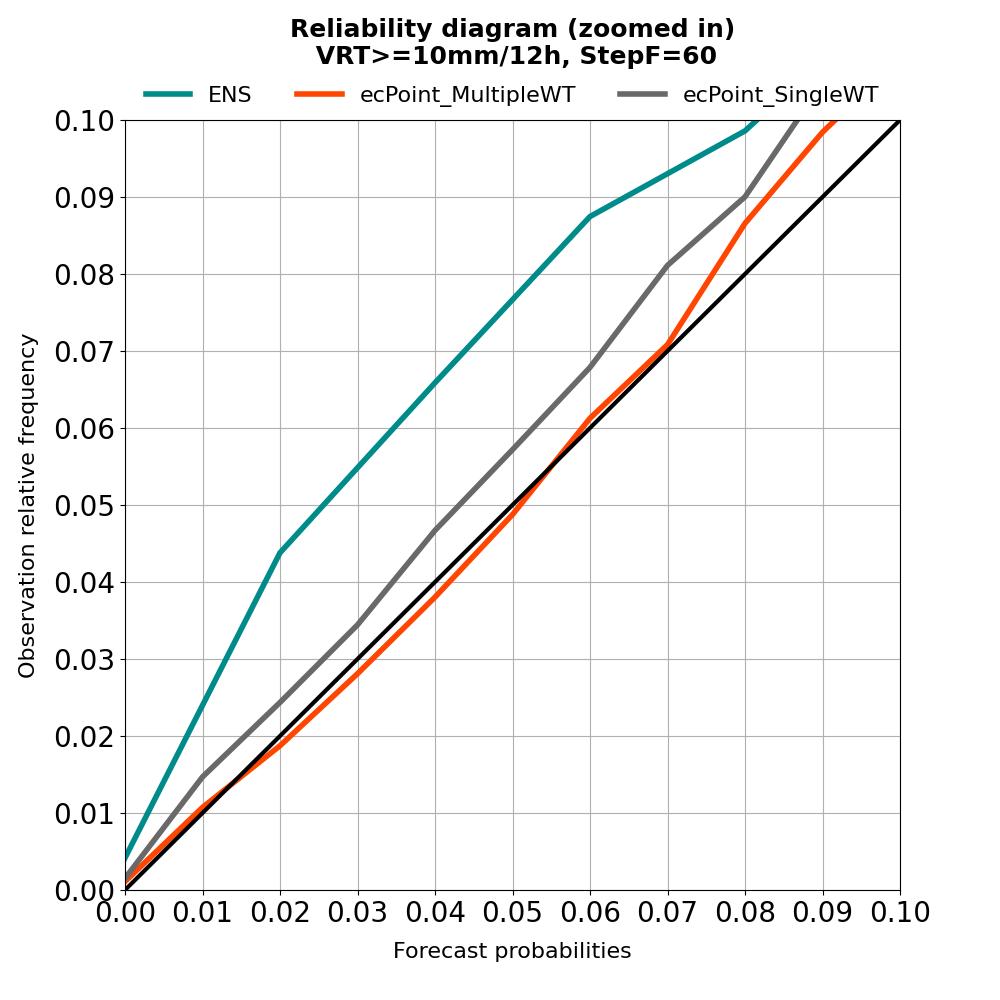 Reliability diagram (zoomed in)
VRT>=10mm/12h, StepF=60
ENS ecPoint_MultipleWT ecPoint_SingleWT
0.10
0.09
0.08
0.07
0.06
0.05
0.04
0.03
0.02
0.01
0.00
Observation relative frequency
0.00 0.01 0.02 0.03 0.04 0.05 0.06 0.07 0.08 0.09 0.10
Forecast probabilities